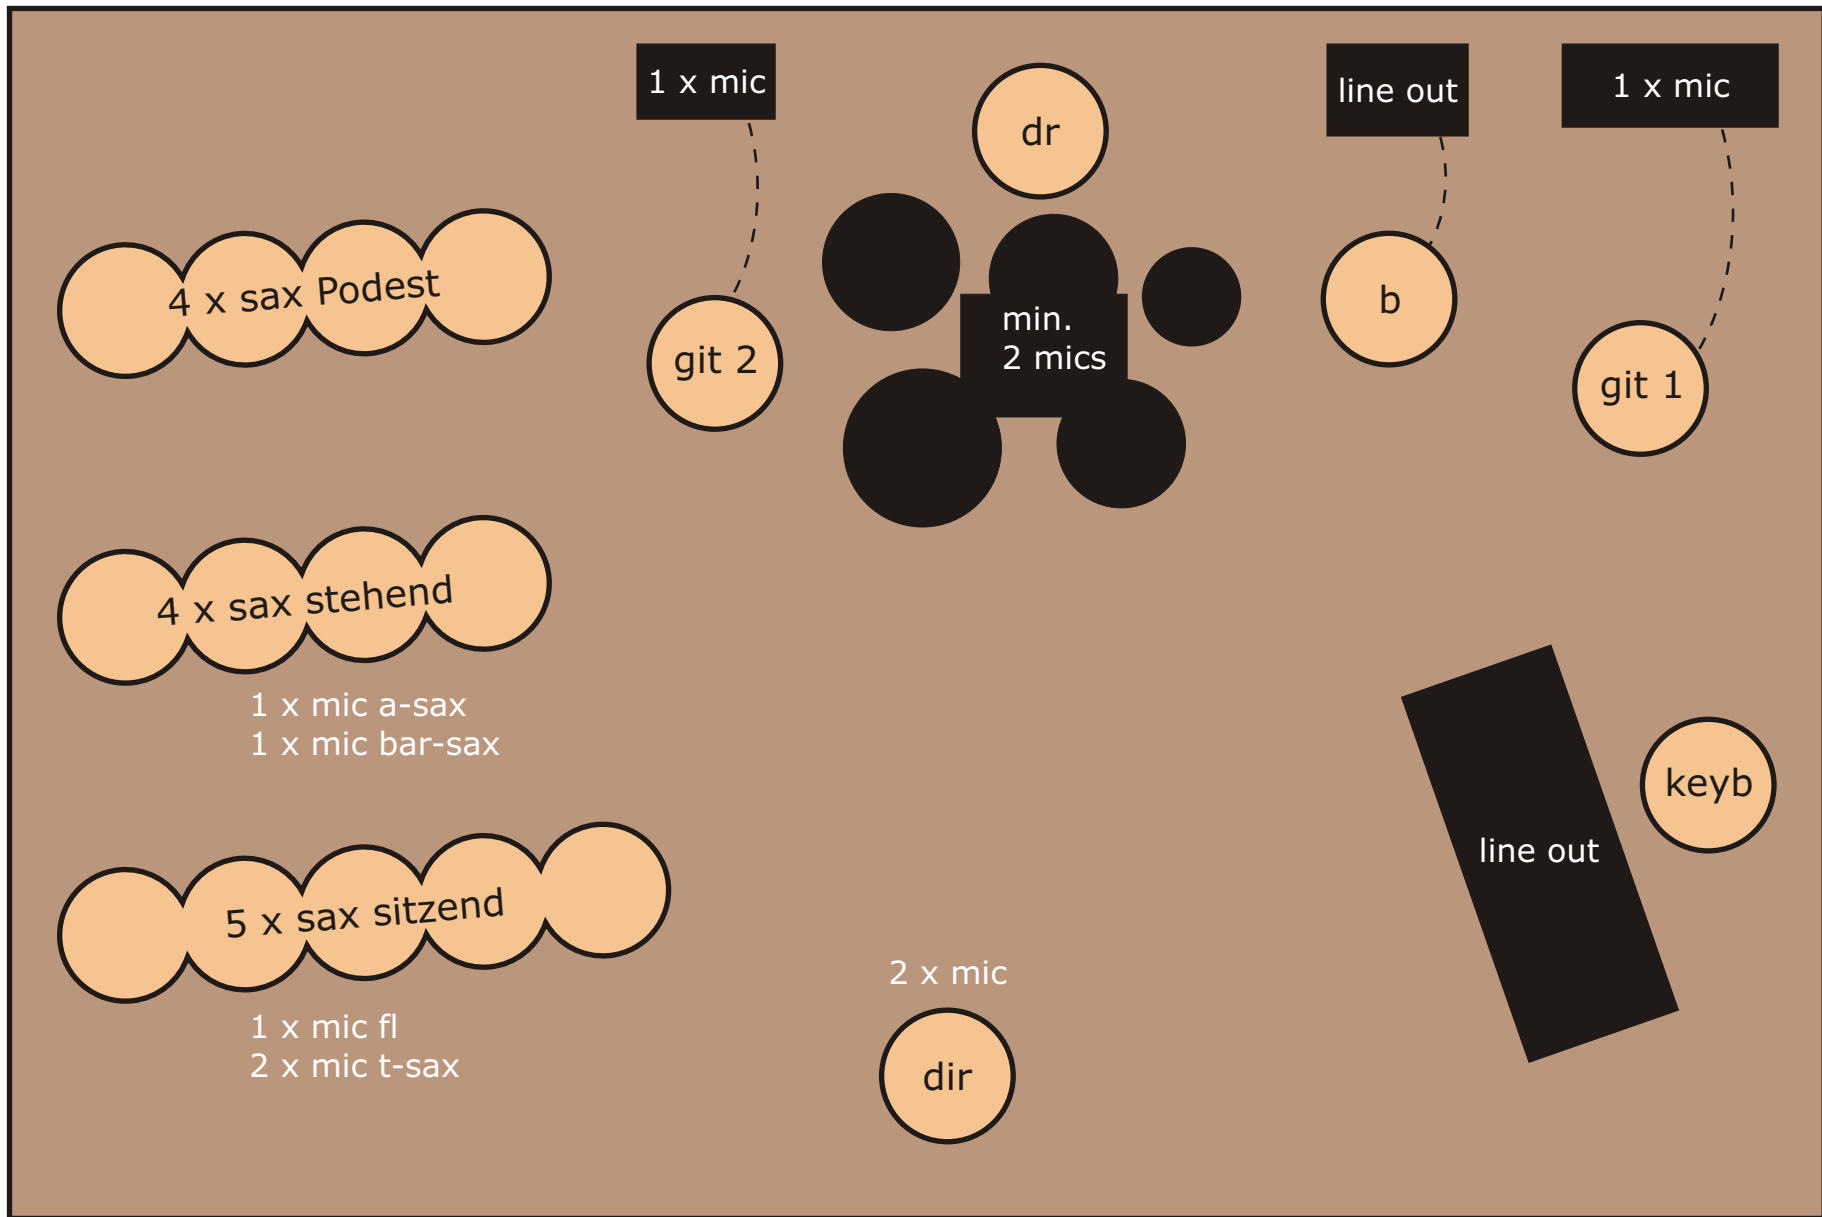 1 x mic
dr
line out
1 x mic
4 x sax Podest
git 2
min.
2 mics
b
git 1
4 x sax stehend
1 x mic a-sax
1 x mic bar-sax
keyb
line out
5 x sax sitzend
1 x mic fl
2 x mic t-sax
2 x mic
dir